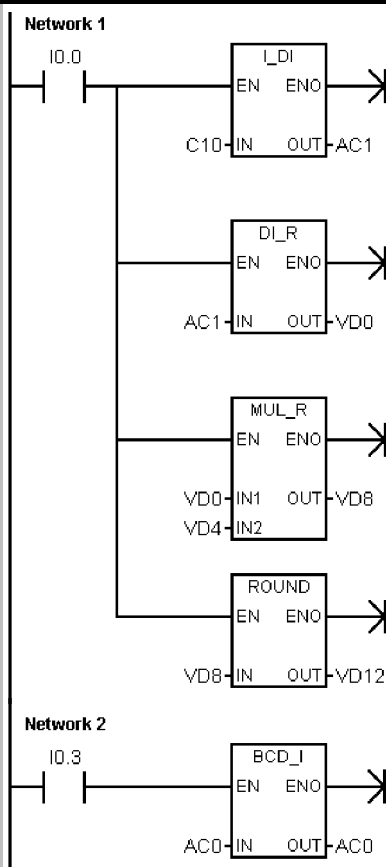 Network 1
I0.0
I_DI
EN ENO
C10 IN OUT AC1
DI_R
EN ENO
AC1 IN OUT VD0
MUL_R
EN ENO
VD0 IN1 OUT VD8
VD4 IN2
ROUND
EN ENO
VD8 IN OUT VD12
Network 2
I0.3
BCD_I
EN ENO
AC0 IN OUT AC0